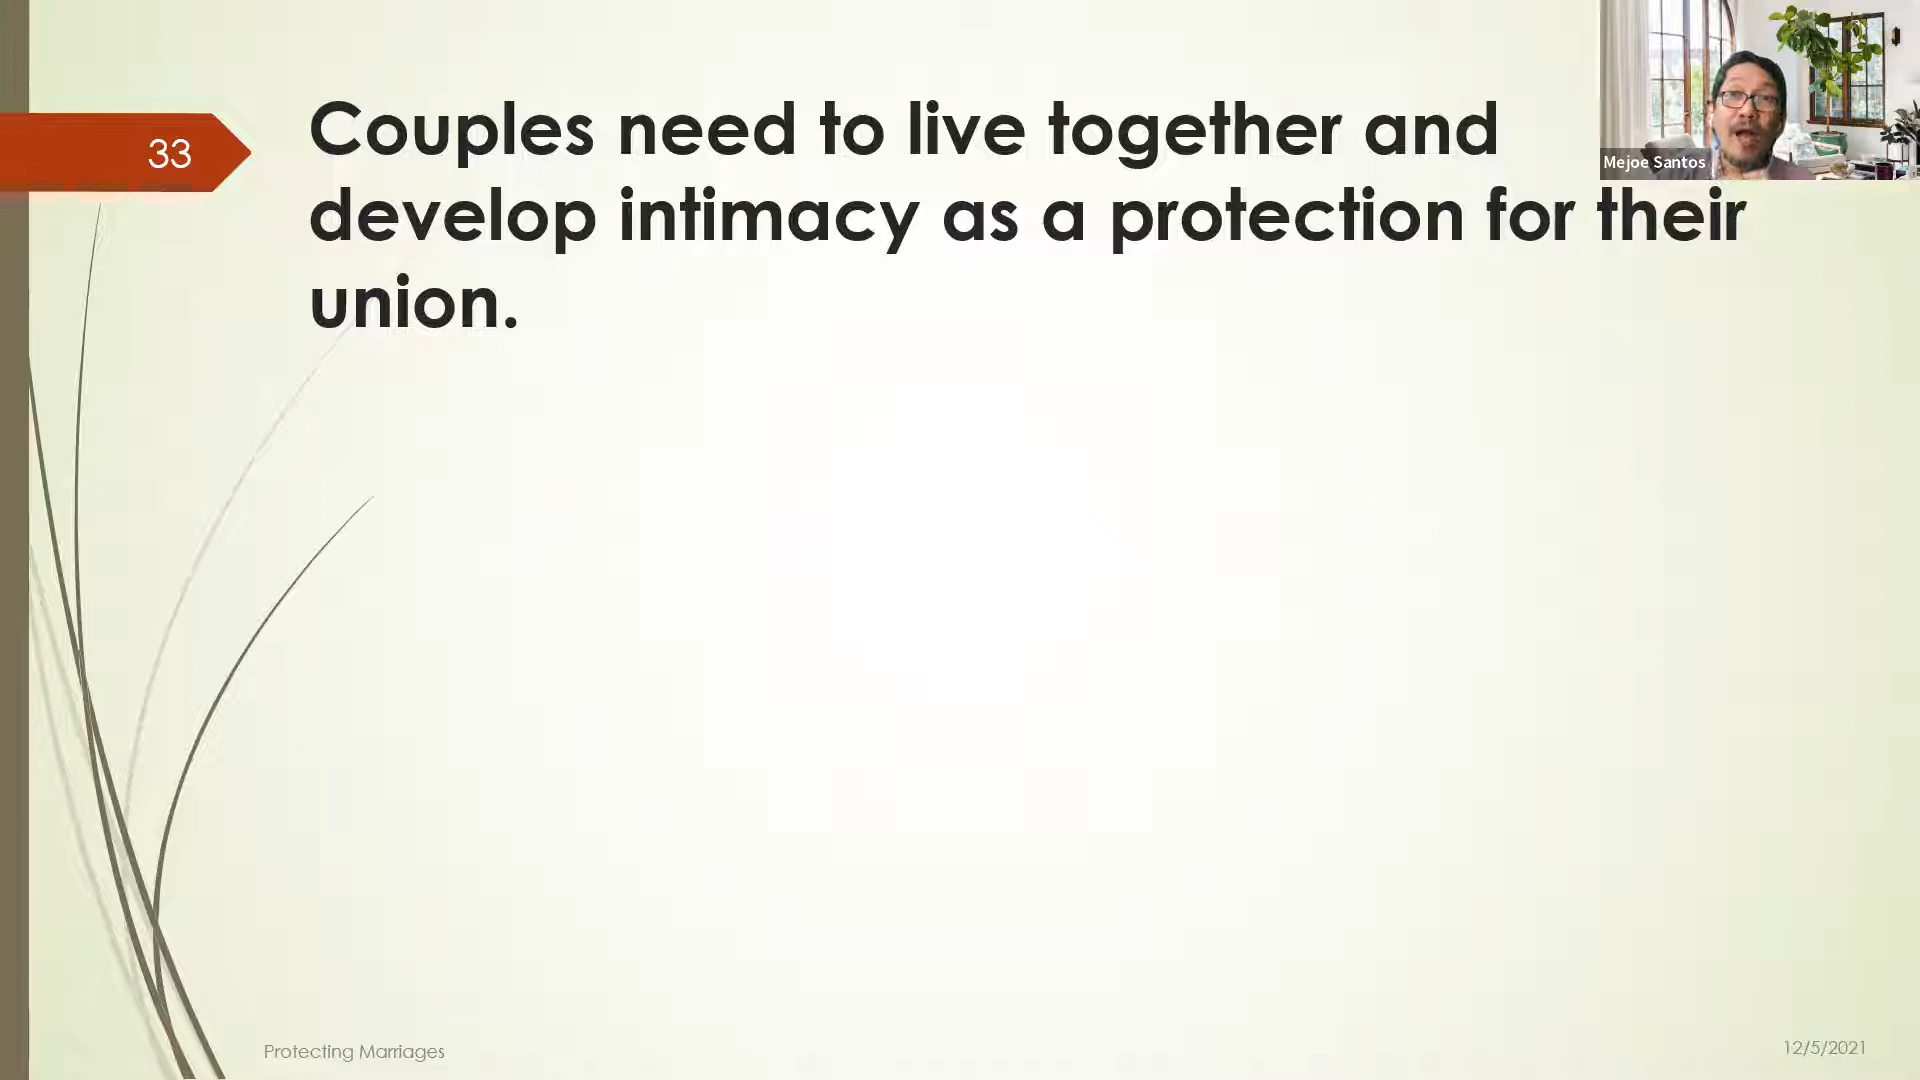 33
Couples need to live together and
develop intimacy as a protection for their
union.
Mejoe Santos
Protecting Marriages
12/5/2021